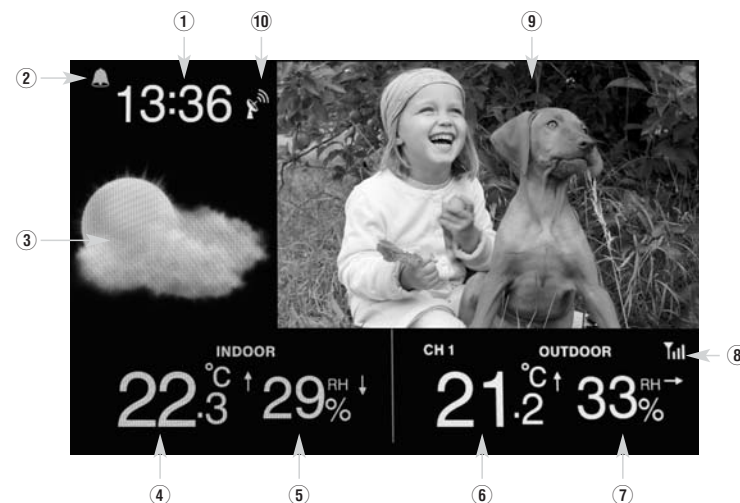 ① ⑩ ⑨
②
13:36
③
INDOOR CH 1 OUTDOOR
⑧
22.3 °C ↑ 29 RH % ↓ 21.2 °C ↑ 33 RH % →
④ ⑤ ⑥ ⑦